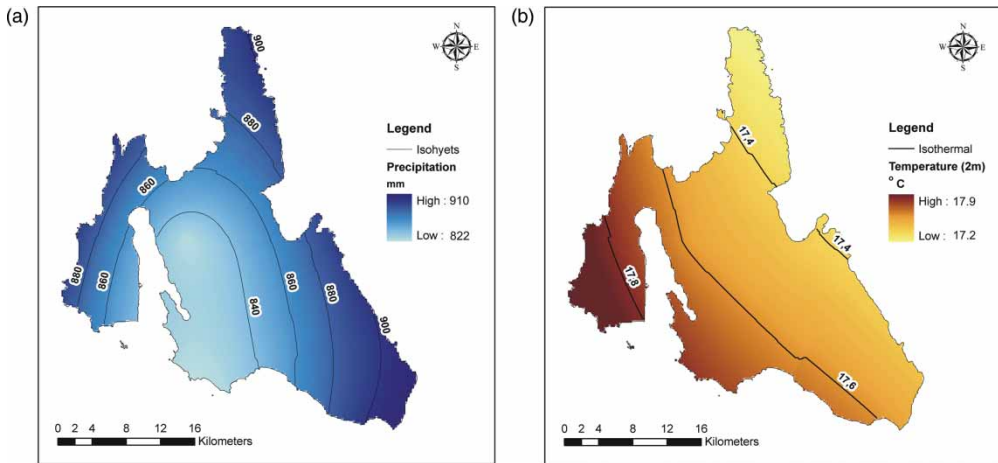 (a)
N
W E
S
900
880
860
880
860
840
860
880
900
Legend
Isohyets
Precipitation
mm
High : 910
Low : 822
0 2 4 8 12 16
Kilometers
(b)
N
W E
S
17,4
17,4
17,8
17,6
Legend
Isothermal
Temperature (2m)
° C
High : 17.9
Low : 17.2
0 2 4 8 12 16
Kilometers